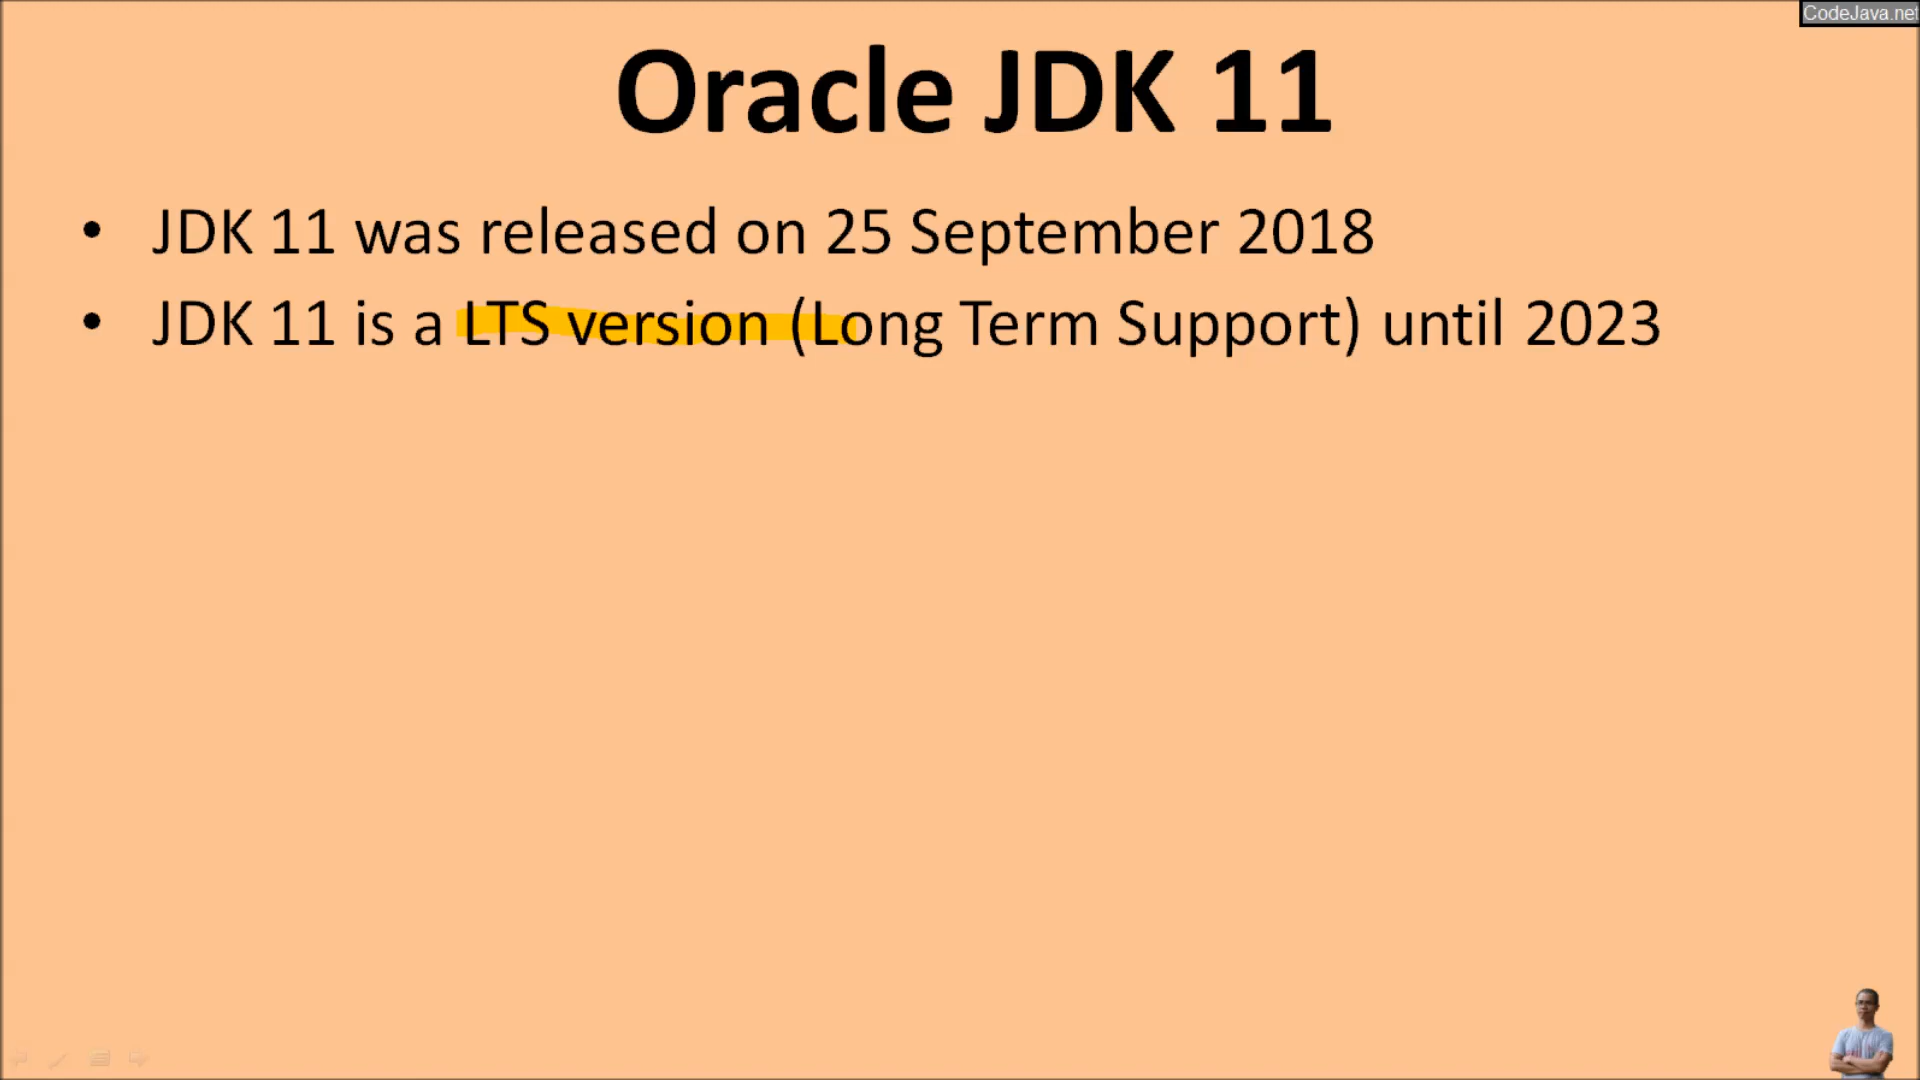 CodeJava.net
Oracle JDK 11
• JDK 11 was released on 25 September 2018
• JDK 11 is a LTS version (Long Term Support) until 2023